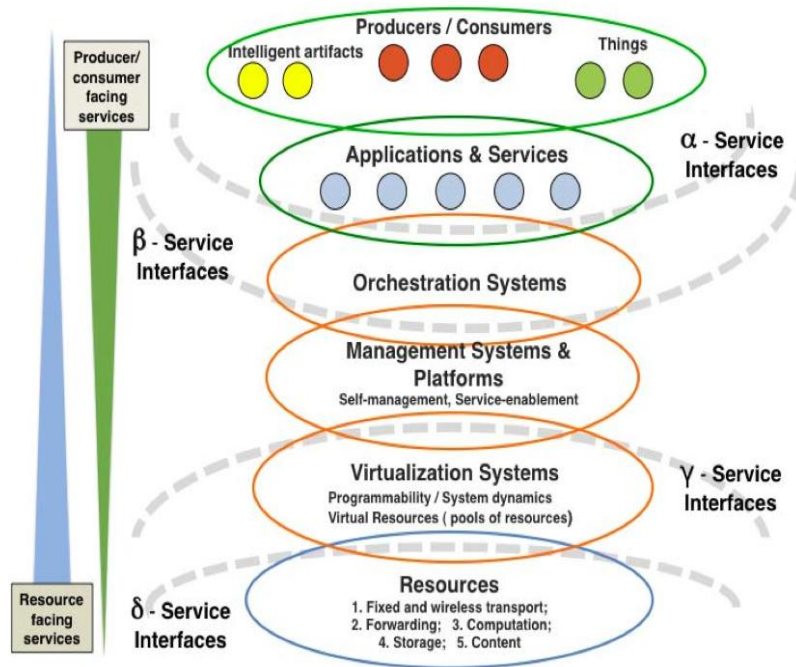 Producers / Consumers
Intelligent artifacts
Things
Producer/
consumer
facing
services
Applications & Services
α - Service
Interfaces
β - Service
Interfaces
Orchestration Systems
Management Systems &
Platforms
Self-management, Service-enablement
Virtualization Systems
Programmability / System dynamics
Virtual Resources ( pools of resources)
γ - Service
Interfaces
Resources
1. Fixed and wireless transport;
2. Forwarding; 3. Computation;
4. Storage; 5. Content
Resource
facing
services
δ - Service
Interfaces